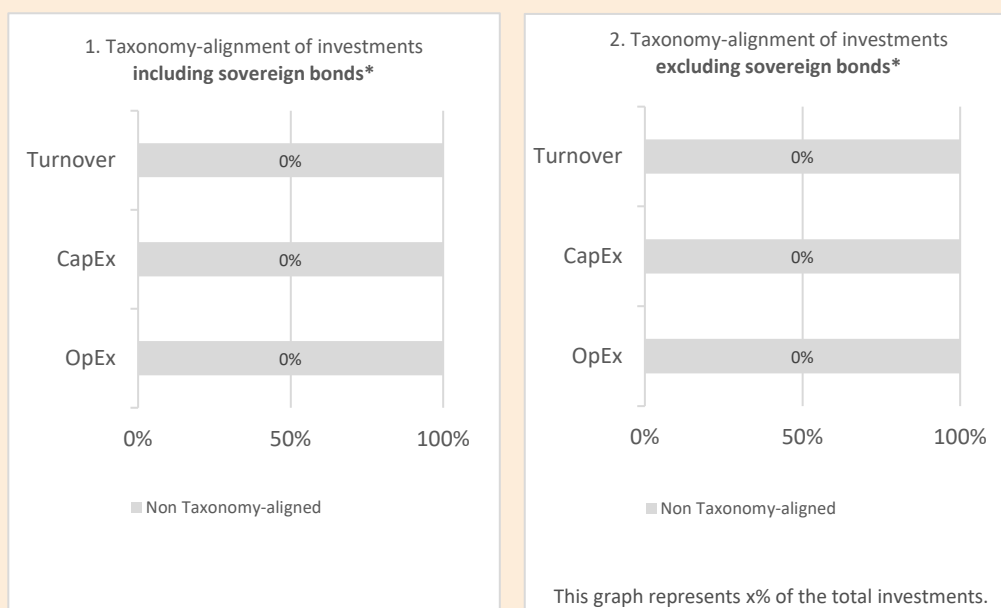 1. Taxonomy-alignment of investments
including sovereign bonds*
Turnover
0%
CapEx
0%
OpEx
0%
0% 50% 100%
Non Taxonomy-aligned
2. Taxonomy-alignment of investments
excluding sovereign bonds*
Turnover
0%
CapEx
0%
OpEx
0%
0% 50% 100%
Non Taxonomy-aligned
This graph represents x% of the total investments.